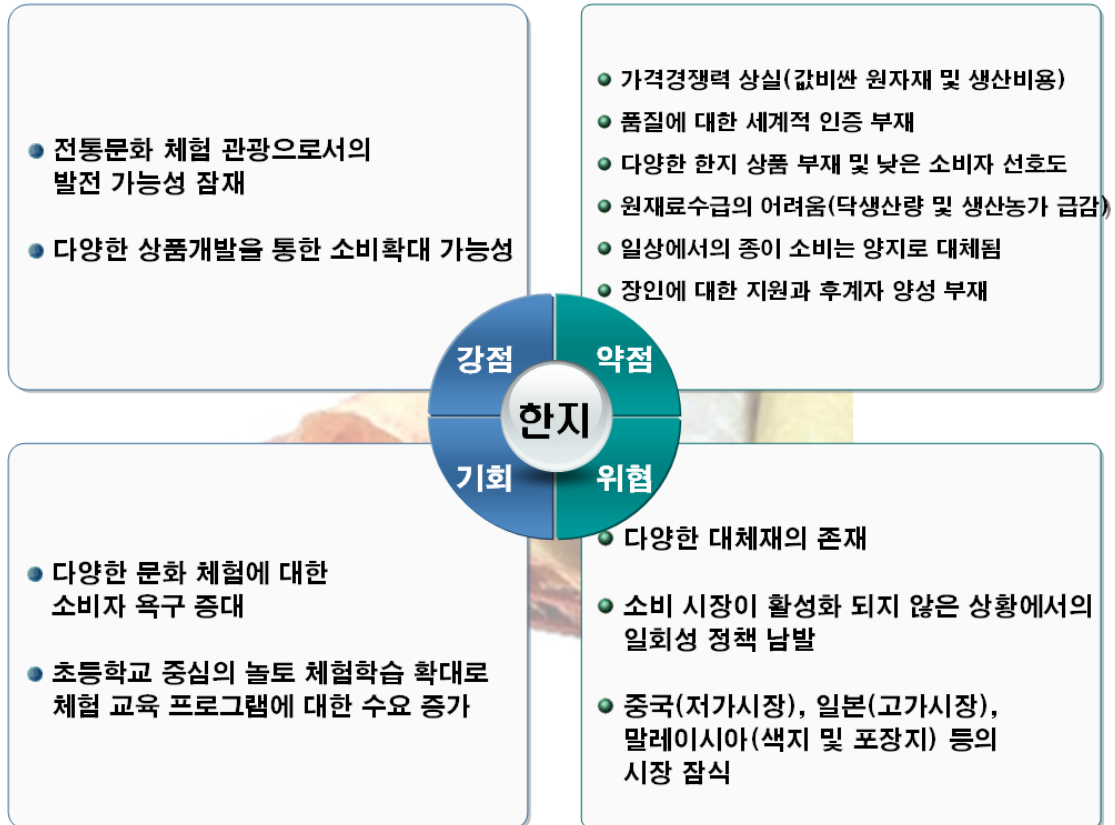 전통문화 체험 관광으로서의
발전 가능성 잠재
다양한 상품개발을 통한 소비확대 가능성
가격경쟁력 상실(값비싼 원자재 및 생산비용)
품질에 대한 세계적 인증 부재
다양한 한지 상품 부재 및 낮은 소비자 선호도
원재료수급의 어려움(닥생산량 및 생산농가 급감)
일상에서의 종이 소비는 양지로 대체됨
장인에 대한 지원과 후계자 양성 부재
강점
약점
한지
기회
위협
다양한 문화 체험에 대한
소비자 욕구 증대
초등학교 중심의 놀토 체험학습 확대로
체험 교육 프로그램에 대한 수요 증가
다양한 대체재의 존재
소비 시장이 활성화 되지 않은 상황에서의
일회성 정책 남발
중국(저가시장), 일본(고가시장),
말레이시아(색지 및 포장지) 등의
시장 잠식